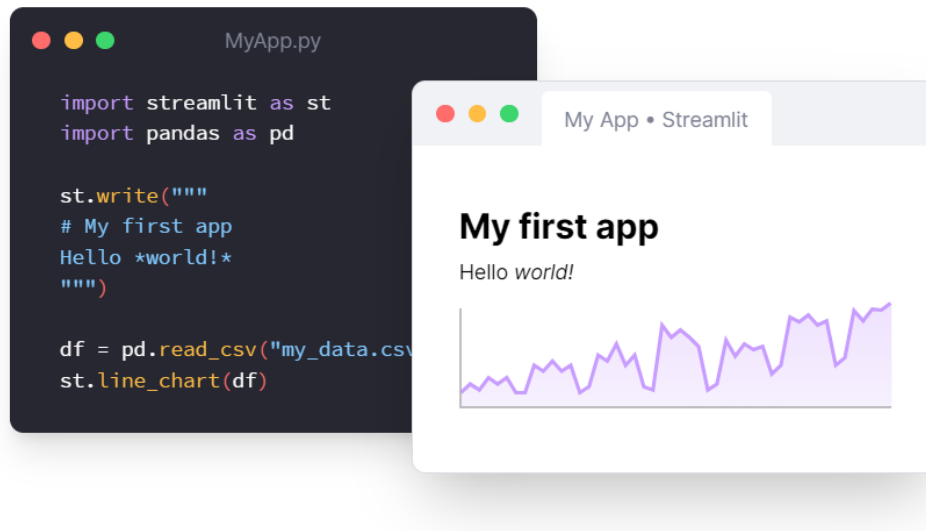 MyApp.py
import streamlit as st
import pandas as pd
st.write("""
# My first app
Hello *world!*
""")
df = pd.read_csv("my_data.csv
st.line_chart(df)
My App • Streamlit
My first app
Hello world!